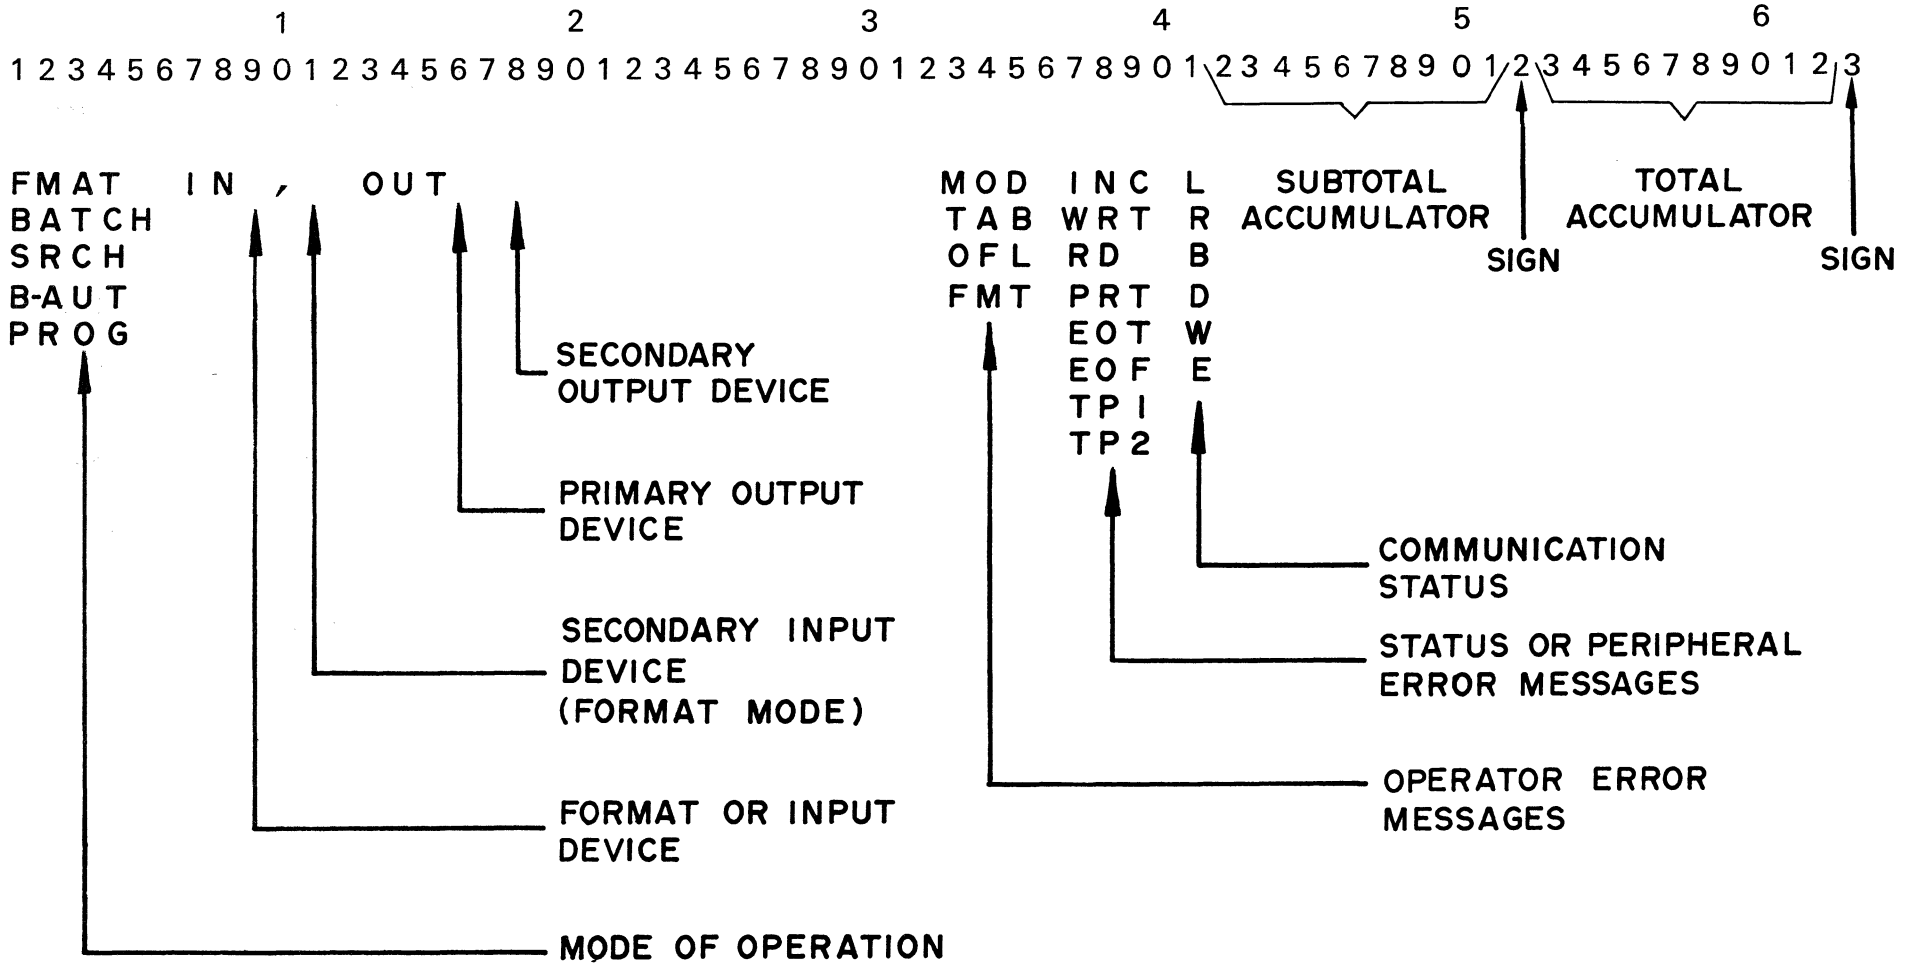 1 2 3 4 5 6
1 2 3 4 5 6 7 8 9 0 1 2 3 4 5 6 7 8 9 0 1 2 3 4 5 6 7 8 9 0 1 2 3 4 5 6 7 8 9 0 1 2 3 4 5 6 7 8 9 0 1 2 3 4 5 6 7 8 9 0 1 2 3
FMAT IN, OUT MOD INC L SUBTOTAL TOTAL
BATCH TAB WRT R ACCUMULATOR ACCUMULATOR
SRCH OFL RD B SIGN SIGN
B-AUT FMT PRT D
PROG EOT W
SECONDARY EOF E
OUTPUT DEVICE TP1
TP2
PRIMARY OUTPUT
DEVICE
COMMUNICATION
STATUS
SECONDARY INPUT
DEVICE
(FORMAT MODE)
STATUS OR PERIPHERAL
ERROR MESSAGES
OPERATOR ERROR
MESSAGES
FORMAT OR INPUT
DEVICE
MODE OF OPERATION